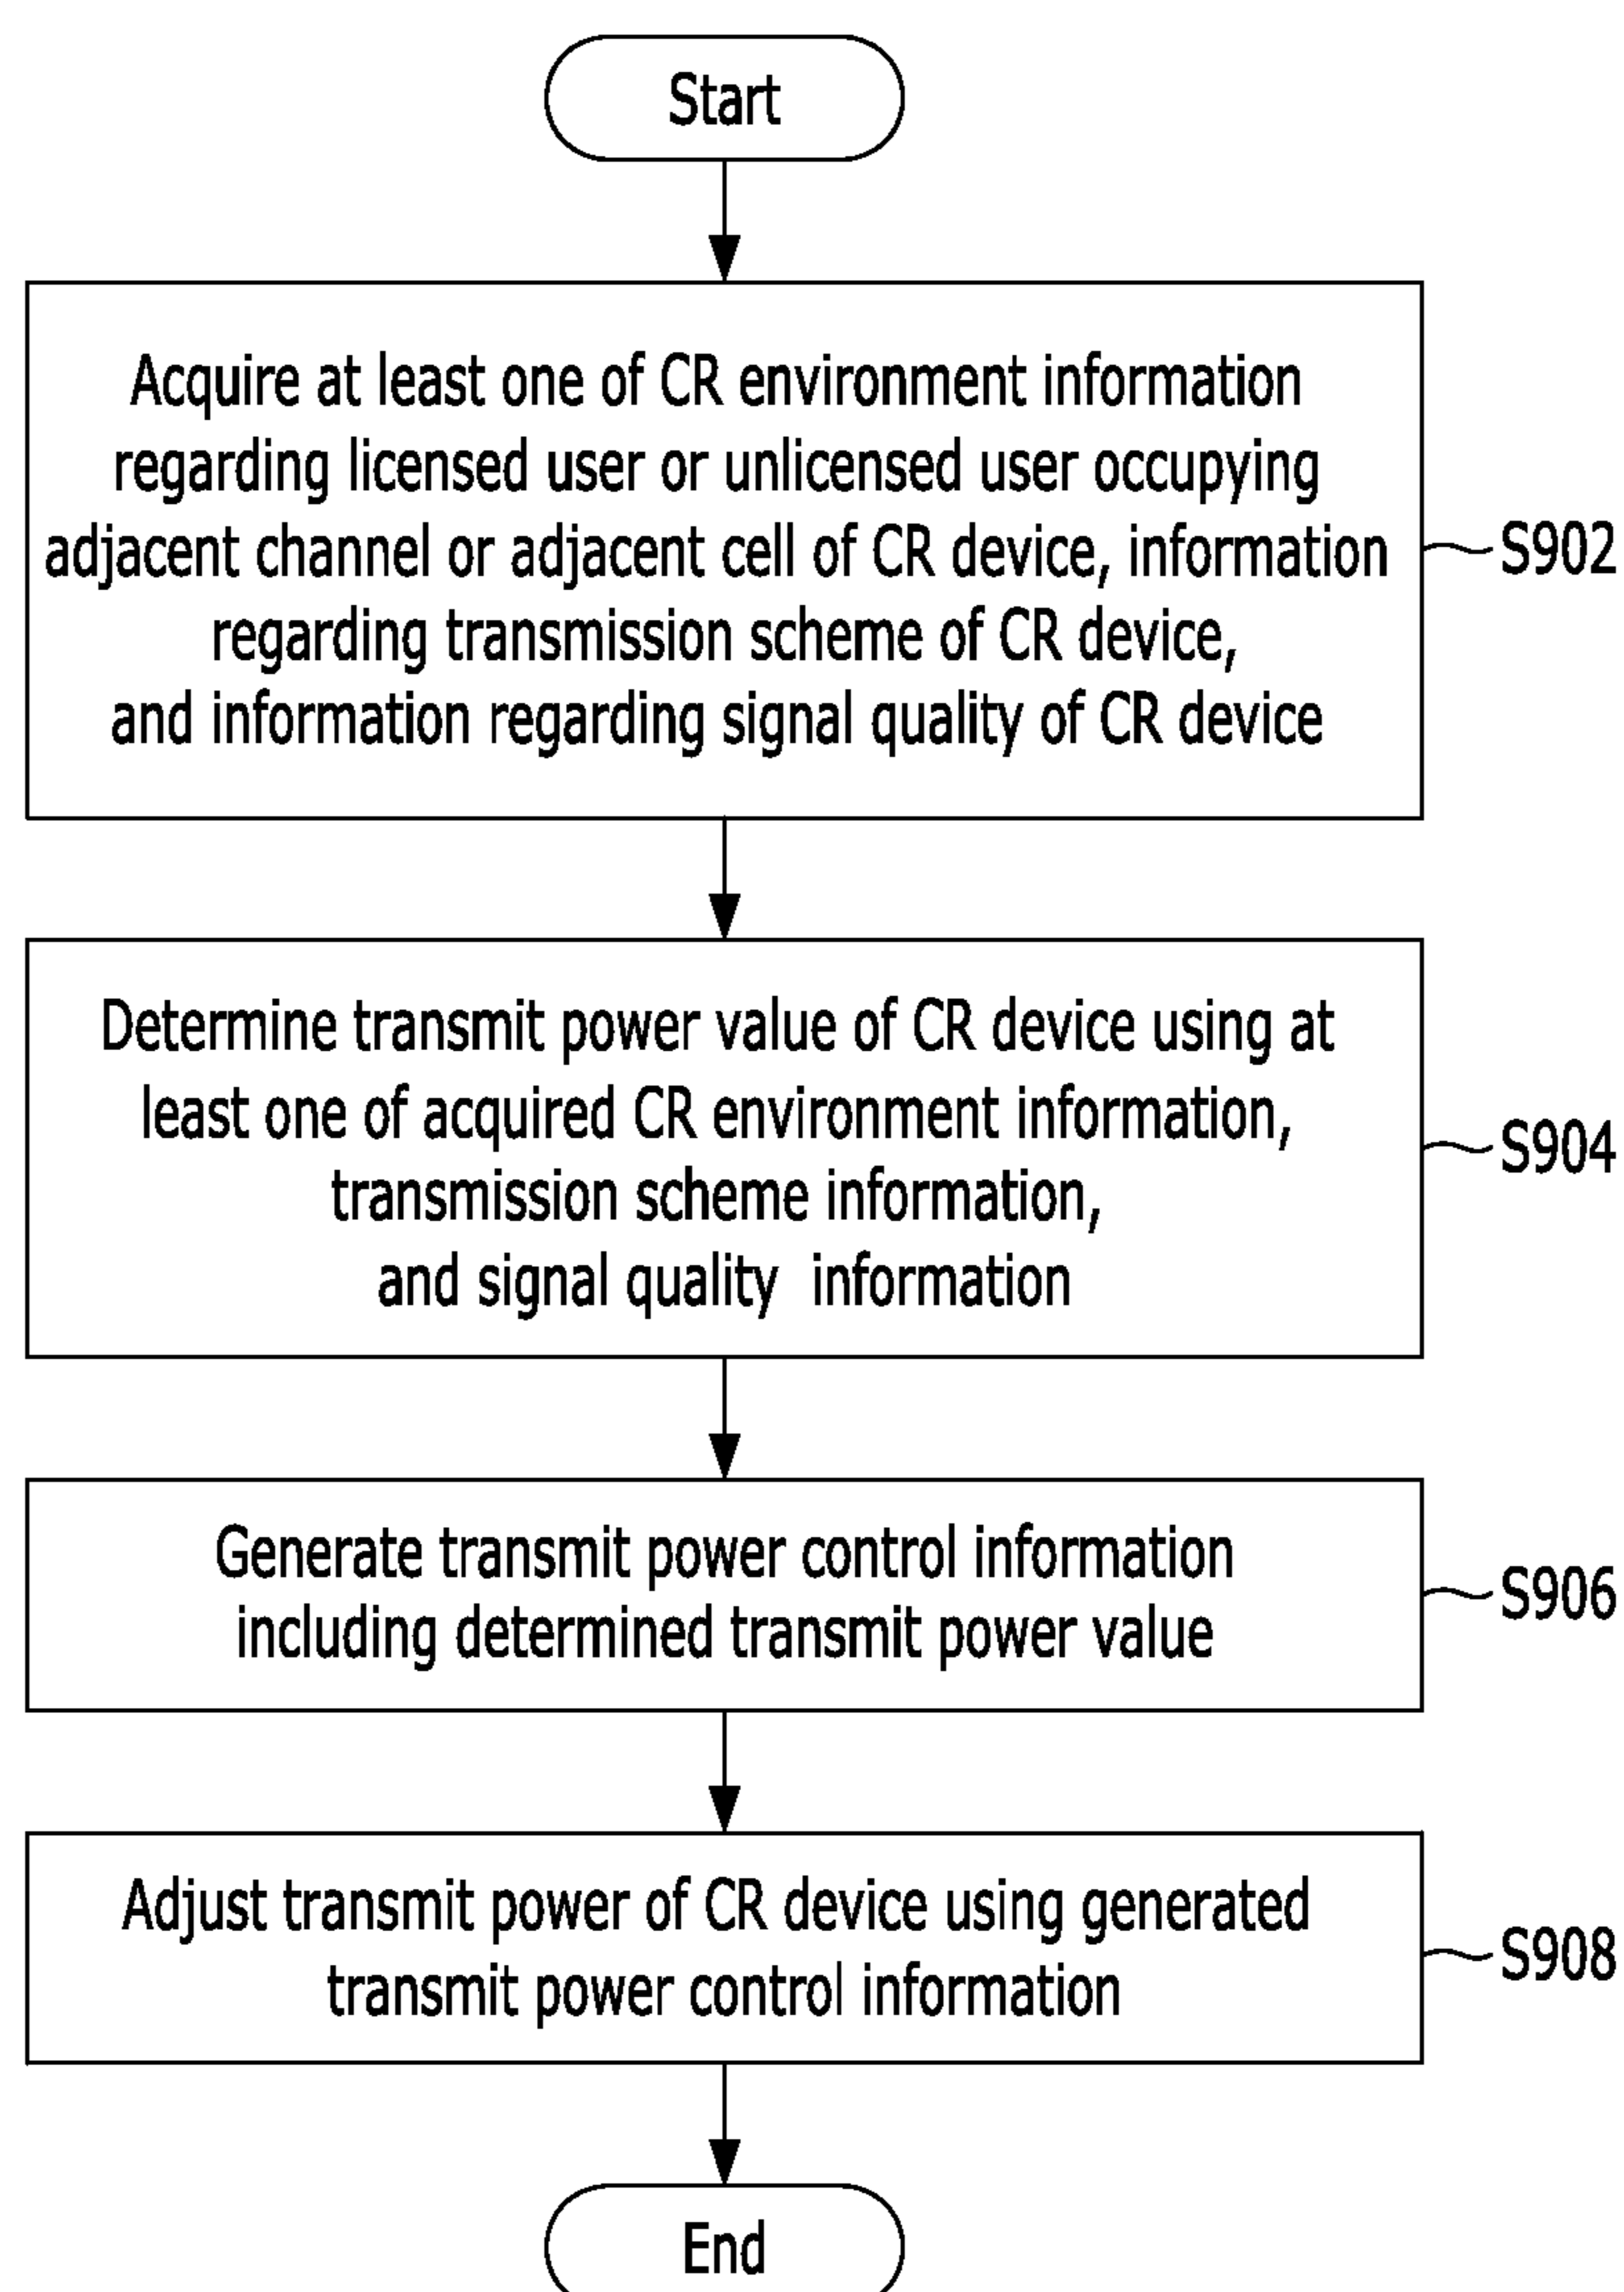 Start
Acquire at least one of CR environment information
regarding licensed user or unlicensed user occupying
adjacent channel or adjacent cell of CR device, information
regarding transmission scheme of CR device,
and information regarding signal quality of CR device
S902
Determine transmit power value of CR device using at
least one of acquired CR environment information,
transmission scheme information,
and signal quality information
S904
Generate transmit power control information
including determined transmit power value
S906
Adjust transmit power of CR device using generated
transmit power control information
S908
End